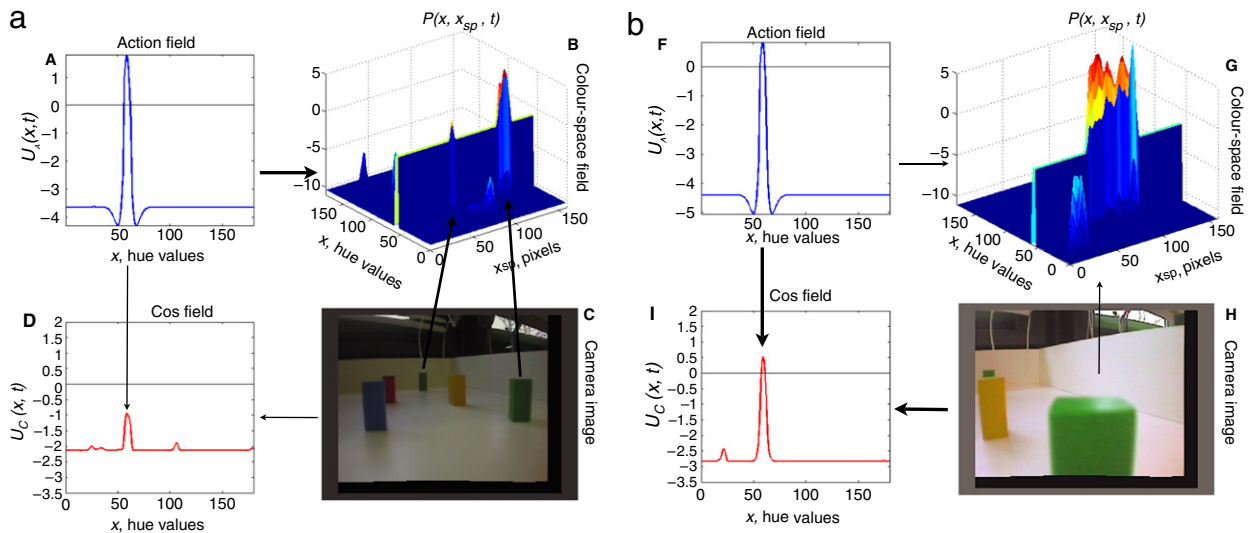 a
Action field
A
U_A(x,t)
1
0
−1
−2
−3
−4
50
100
150
x, hue values
P(x, x_sp , t)
B
Colour-space field
5
0
−5
−10
150
100
50
0
x, hue values
0
50
100
150
x_sp, pixels
D
Cos field
U_C (x, t)
2
1.5
1
0.5
0
−0.5
−1
−1.5
−2
−2.5
−3
−3.5
0
50
100
150
x, hue values
C
Camera image
b
Action field
F
U_A(x,t)
0
−1
−2
−3
−4
−5
50
100
150
x, hue values
P(x, x_sp , t)
G
Colour-space field
5
0
−5
−10
150
100
50
0
x, hue values
0
50
100
150
x_sp, pixels
I
Cos field
U_C (x, t)
2
1.5
1
0.5
0
−0.5
−1
−1.5
−2
−2.5
−3
−3.5
0
50
100
150
x, hue values
H
Camera image